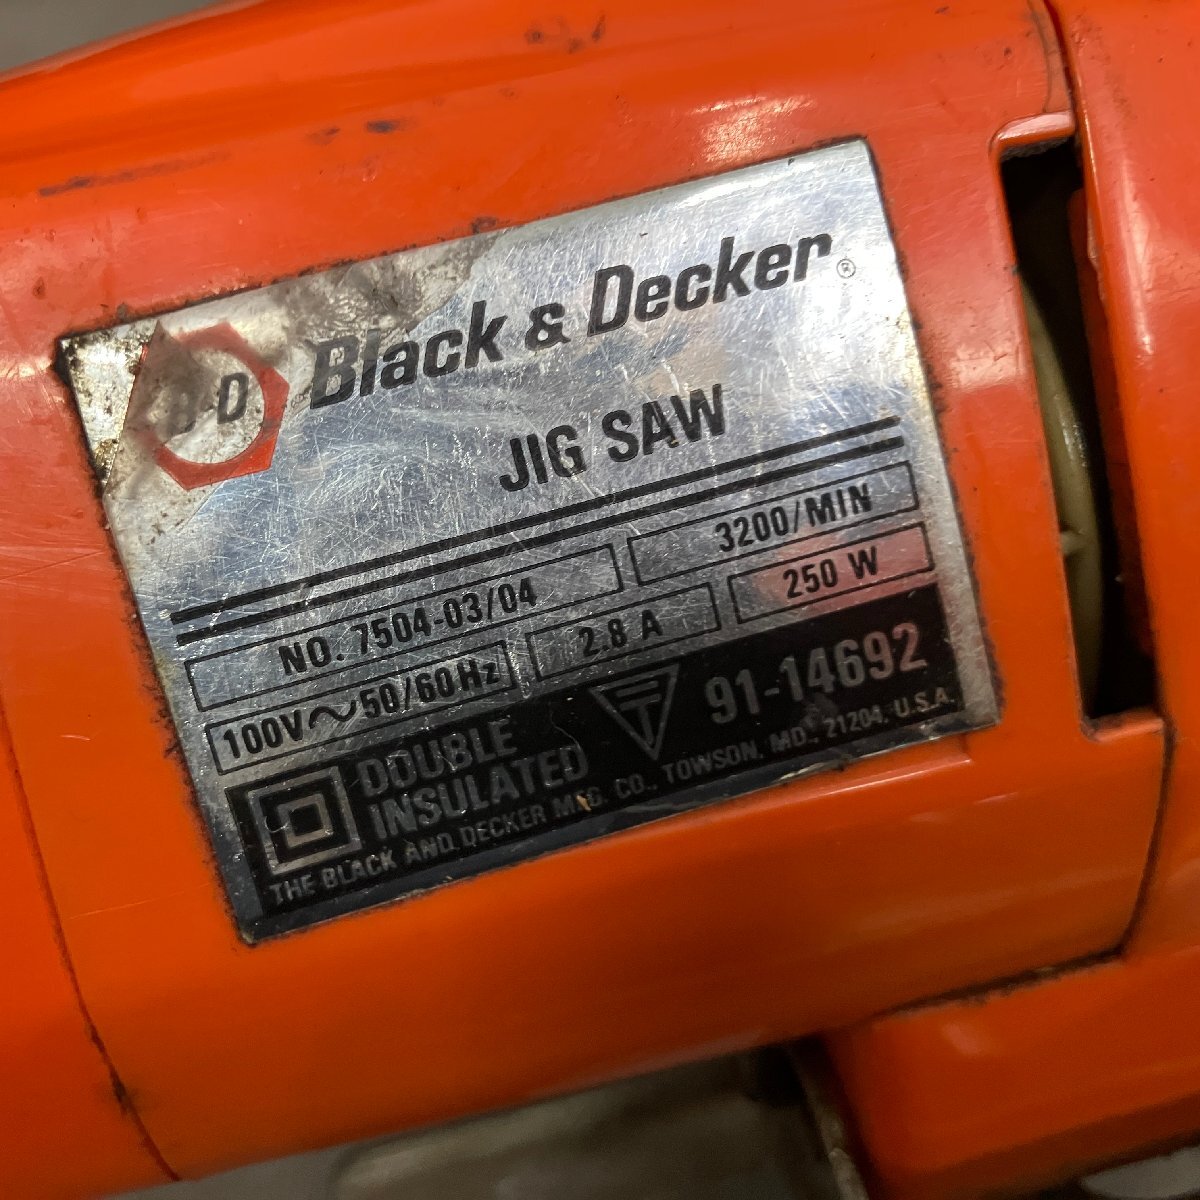 BD Black & Decker®
JIG SAW
NO. 7504-03/04 3200/MIN
100V~50/60Hz 2.8 A 250 W
DOUBLE
INSULATED
T 91-14692
THE BLACK AND DECKER MFG. CO., TOWSON, MD., 21204, U.S.A.